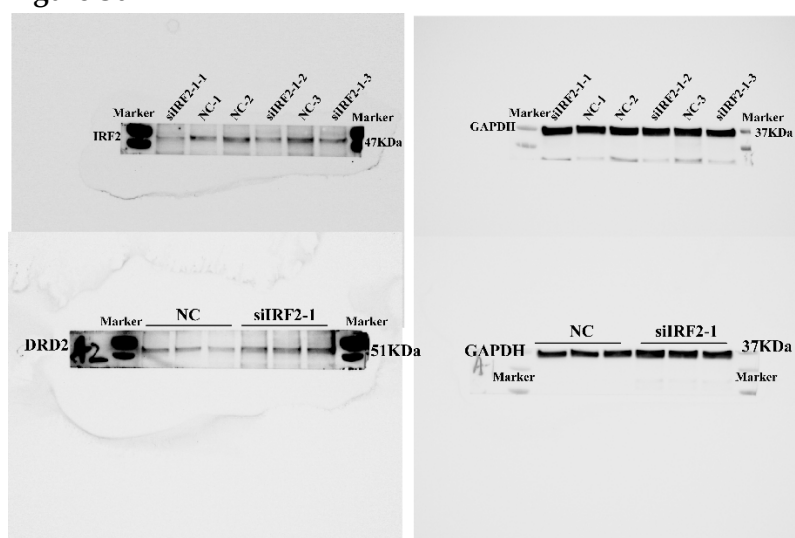 siIRF2-1-1 NC-1 NC-2 siIRF2-1-2 NC-3 siIRF2-1-3
Marker Marker
IRF2 47KDa
siIRF2-1-1 NC-1 NC-2 siIRF2-1-2 NC-3 siIRF2-1-3
Marker Marker
GAPDH 37KDa
NC siIRF2-1
Marker Marker
DRD2 51KDa
A2
NC siIRF2-1
GAPDH 37KDa
A
Marker Marker